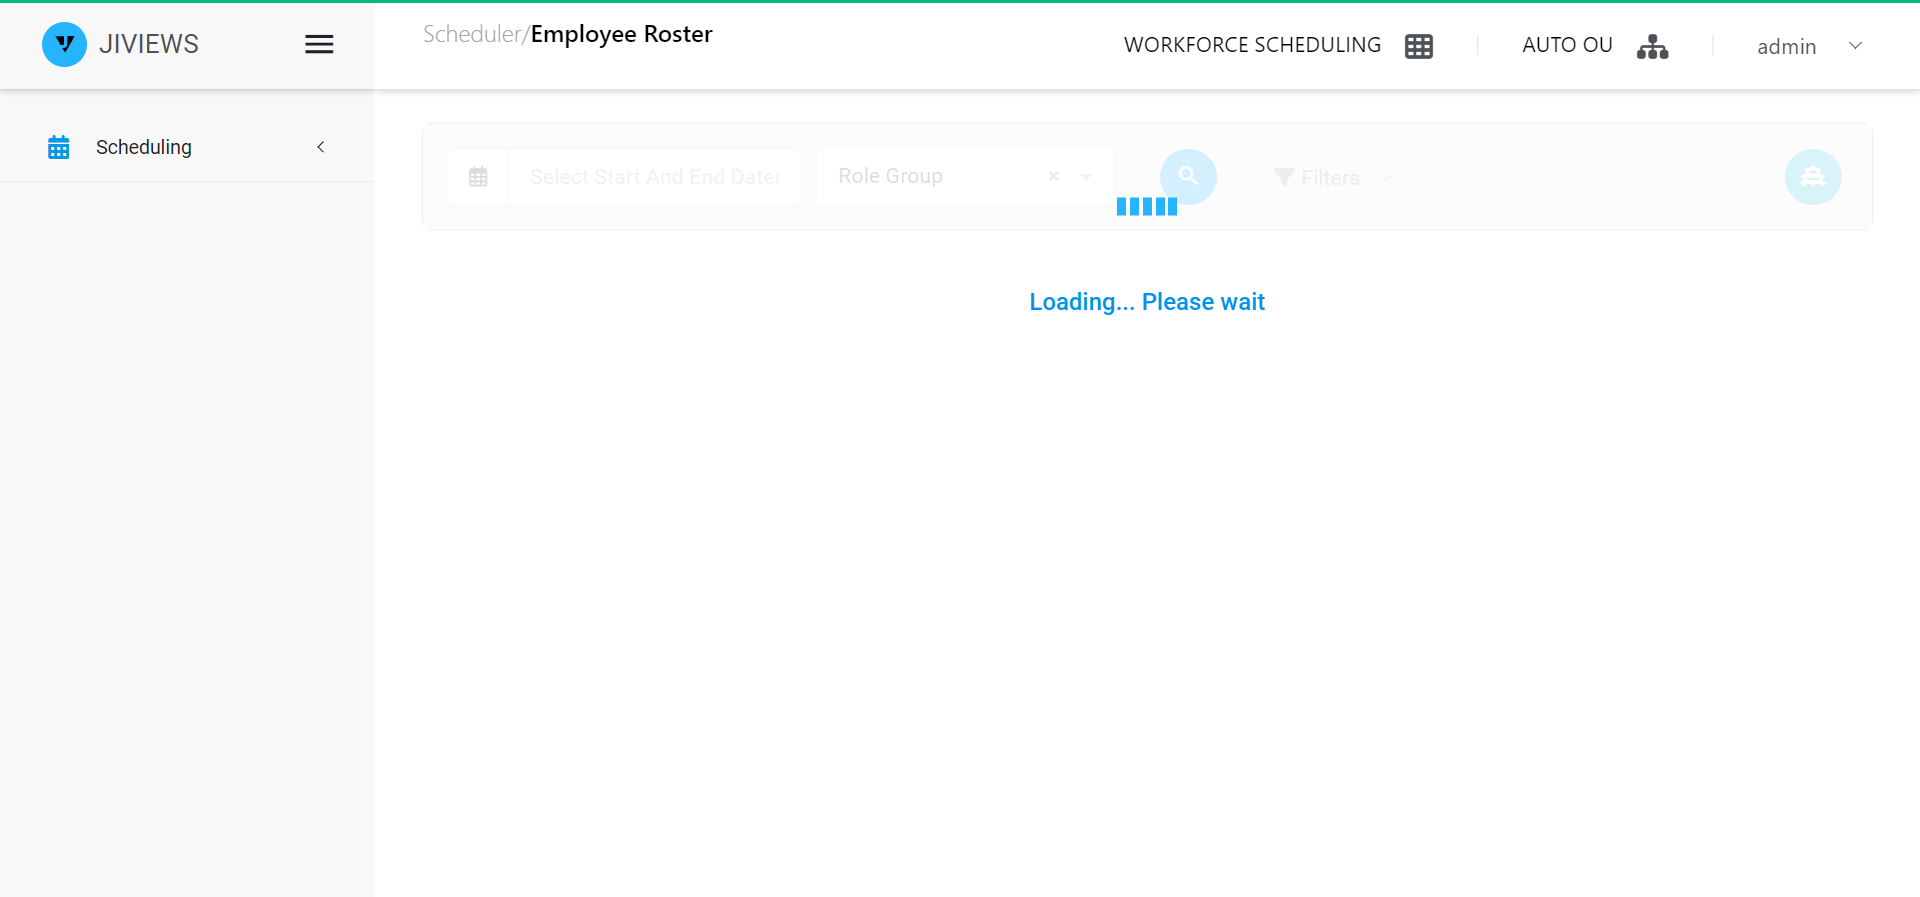 JIVIEWS
Scheduler/Employee Roster
WORKFORCE SCHEDULING
AUTO OU
admin
Scheduling
Select Start And End Dates
Role Group
Filters
Loading... Please wait